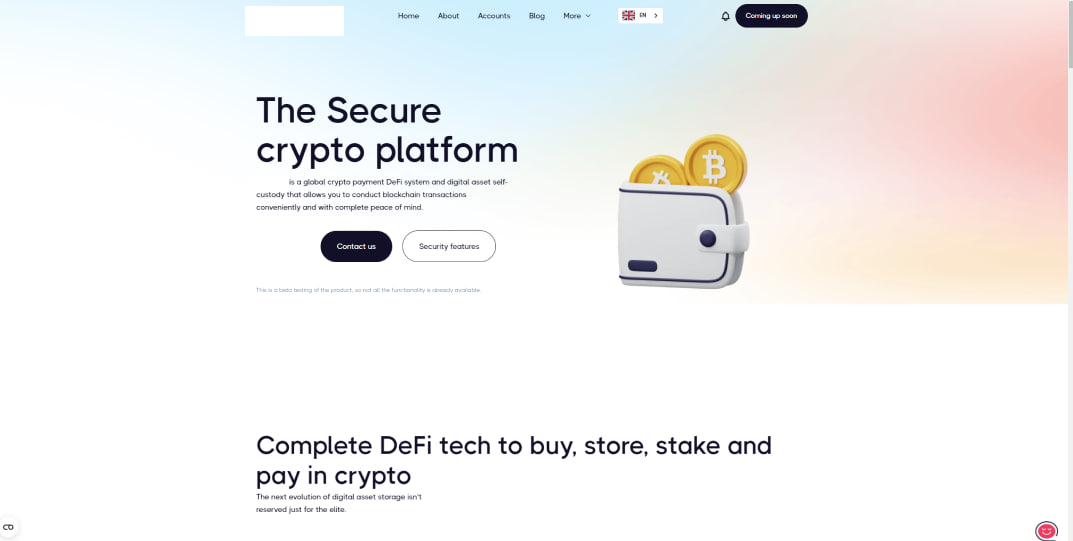 Home About Accounts Blog More EN Coming up soon
The Secure
crypto platform
is a global crypto payment DeFi system and digital asset self-
custody that allows you to conduct blockchain transactions
conveniently and with complete peace of mind.
Contact us Security features
This is a beta testing of the product, so not all the functionality is already available.
Complete DeFi tech to buy, store, stake and
pay in crypto
The next evolution of digital asset storage isn't
reserved just for the elite.